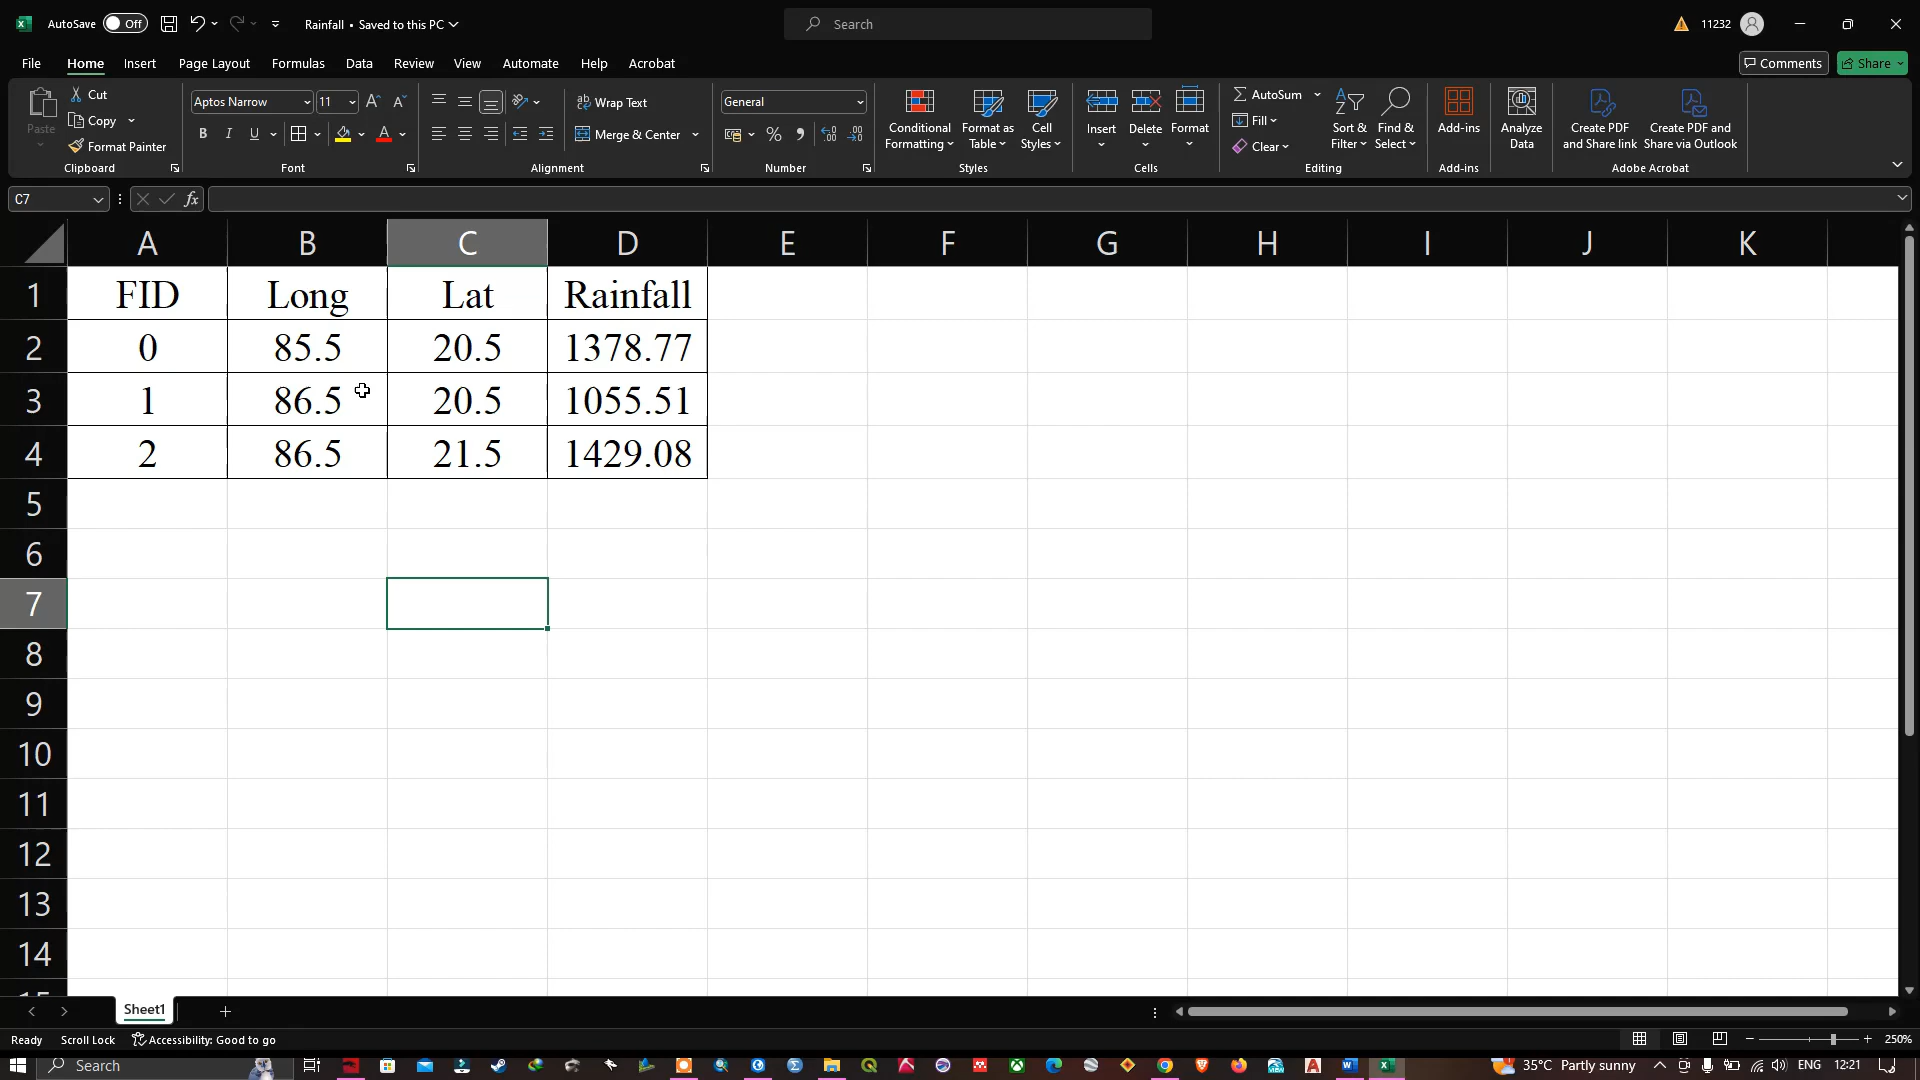 AutoSave Off Rainfall • Saved to this PC Search 11232
File Home Insert Page Layout Formulas Data Review View Automate Help Acrobat Comments Share
Paste Cut Copy Format Painter Clipboard
Aptos Narrow 11 B I U A Font
ab Wrap Text Merge & Center Alignment
General % Number
Conditional Formatting Format as Table Cell Styles Styles
Insert Delete Format Cells
AutoSum Fill Clear Sort & Filter Find & Select Editing
Add-ins Add-ins
Analyze Data
Create PDF and Share link Create PDF and Share via Outlook Adobe Acrobat
C7 fx
A B C D E F G H I J K
1 FID Long Lat Rainfall
2 0 85.5 20.5 1378.77
3 1 86.5 20.5 1055.51
4 2 86.5 21.5 1429.08
5
6
7
8
9
10
11
12
13
14
15
Sheet1
Ready Scroll Lock Accessibility: Good to go 250%
Search 35°C Partly sunny ENG 12:21